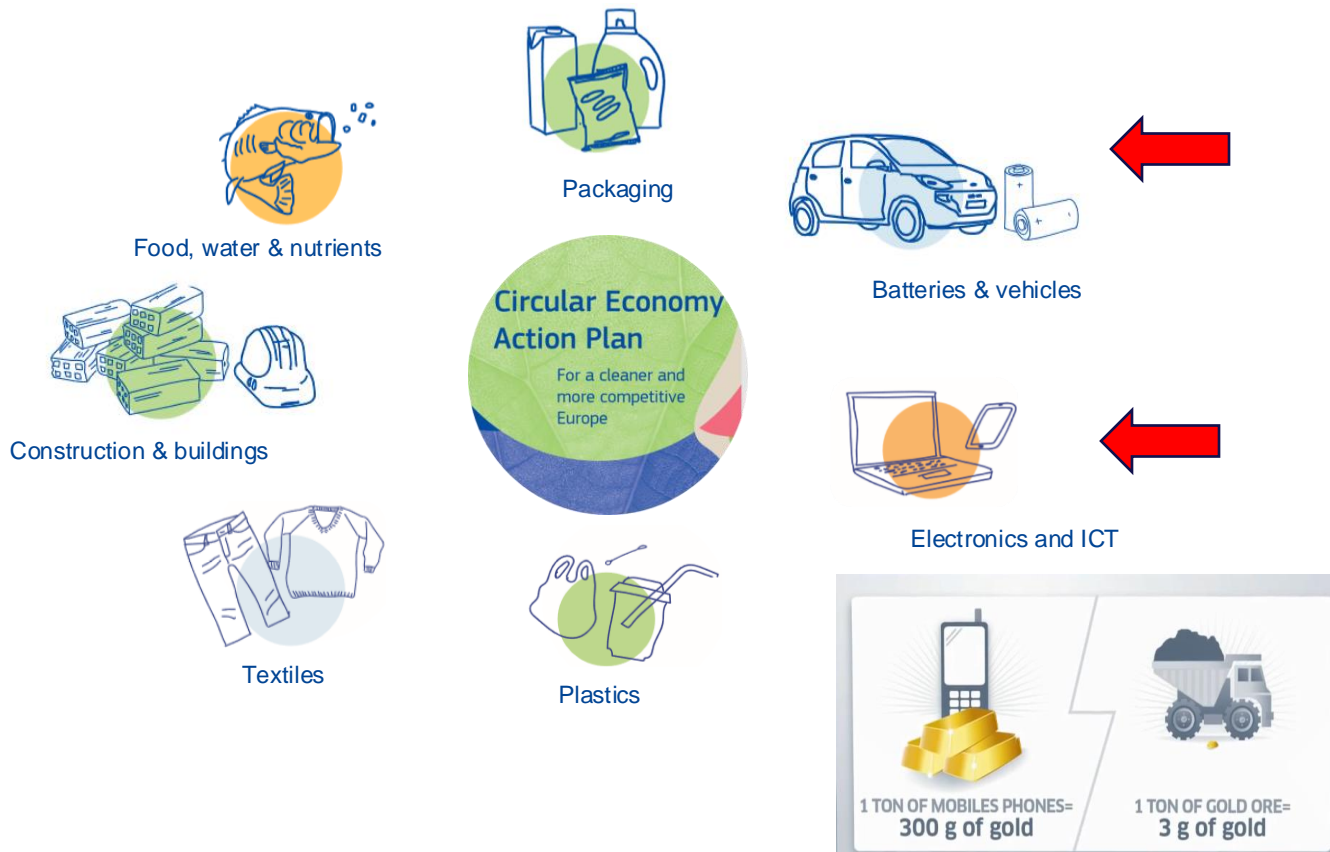 Packaging
Food, water & nutrients
Batteries & vehicles
Circular Economy
Action Plan
For a cleaner and
more competitive
Europe
Construction & buildings
Electronics and ICT
Textiles
Plastics
1 TON OF MOBILES PHONES=
300 g of gold
1 TON OF GOLD ORE=
3 g of gold